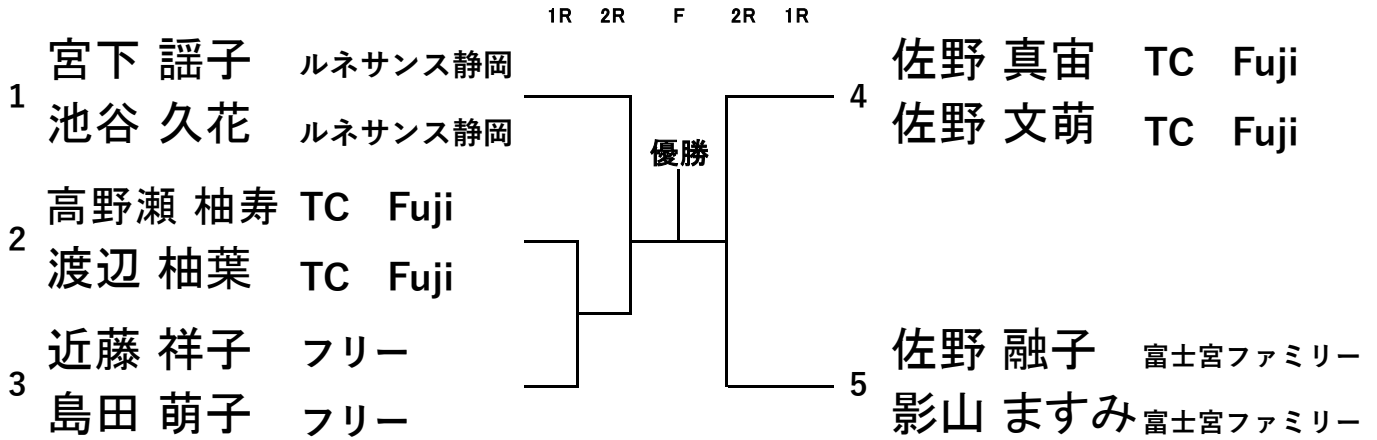 1R 2R F 2R 1R
1
宮下 謡子 ルネサンス静岡
池谷 久花 ルネサンス静岡
2
高野瀬 柚寿 TC Fuji
渡辺 柚葉 TC Fuji
3
近藤 祥子 フリー
島田 萌子 フリー
優勝
4
佐野 真宙 TC Fuji
佐野 文萌 TC Fuji
5
佐野 融子 富士宮ファミリー
影山 ますみ 富士宮ファミリー